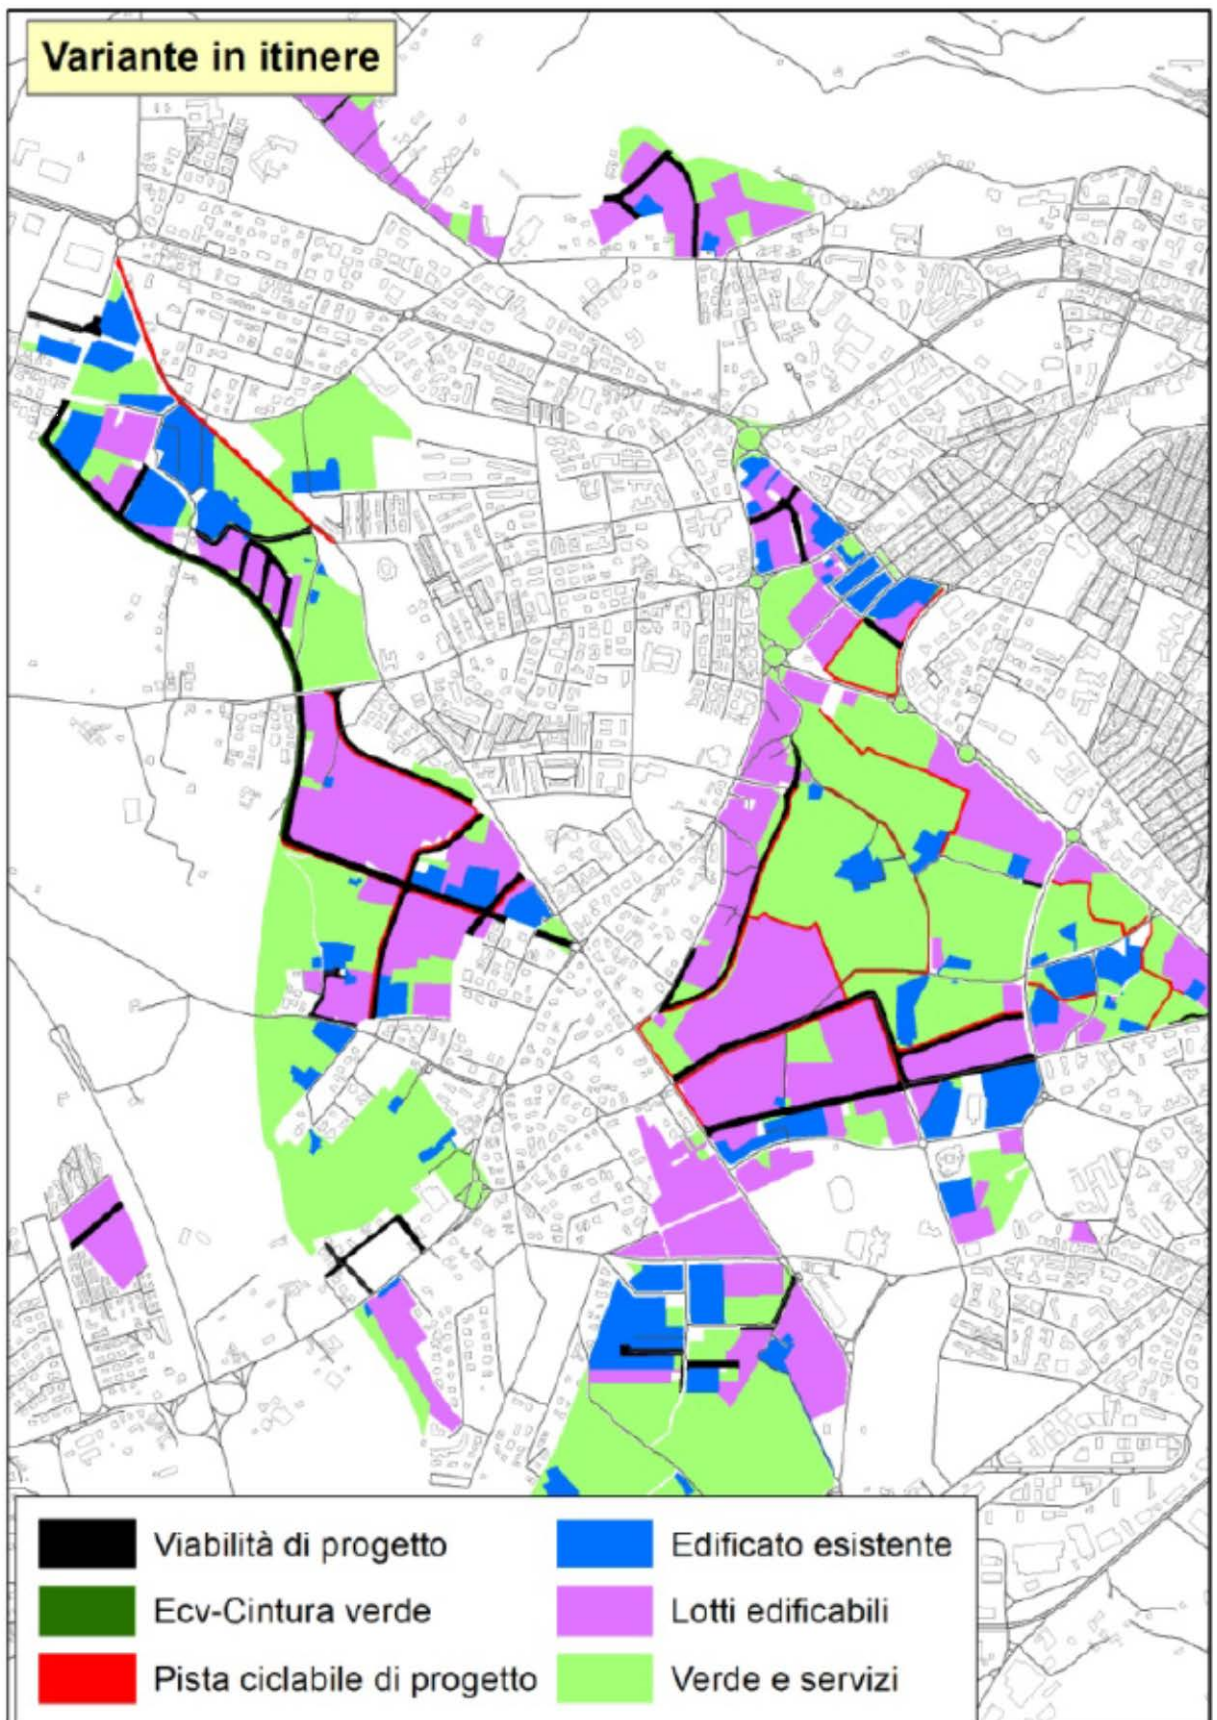 Variante in itinere
Viabilità di progetto
Ecv-Cintura verde
Pista ciclabile di progetto
Edificato esistente
Lotti edificabili
Verde e servizi